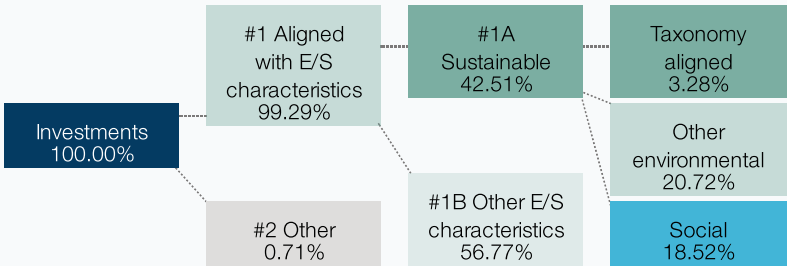 Investments
100.00%
#1 Aligned
with E/S
characteristics
99.29%
#2 Other
0.71%
#1A
Sustainable
42.51%
#1B Other E/S
characteristics
56.77%
Taxonomy
aligned
3.28%
Other
environmental
20.72%
Social
18.52%